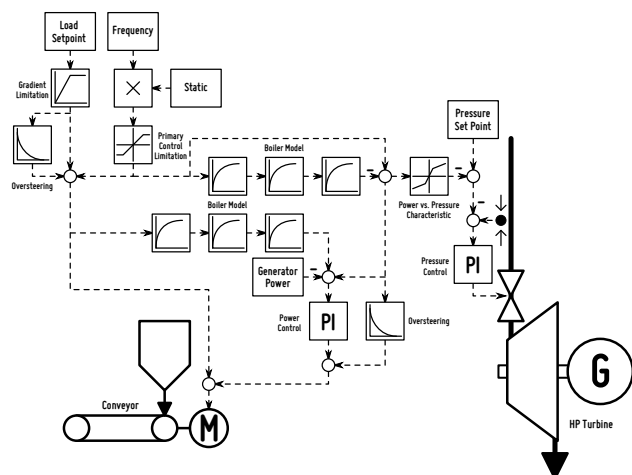 Load
Setpoint
Frequency
Gradient
Limitation
Static
Pressure
Set Point
Primary
Control
Limitation
Boiler Model
Oversteering
Power vs. Pressure
Characteristic
Boiler Model
Generator
Power
Pressure
Control
PI
Power
Control
PI
Oversteering
G
Conveyor
M
HP Turbine